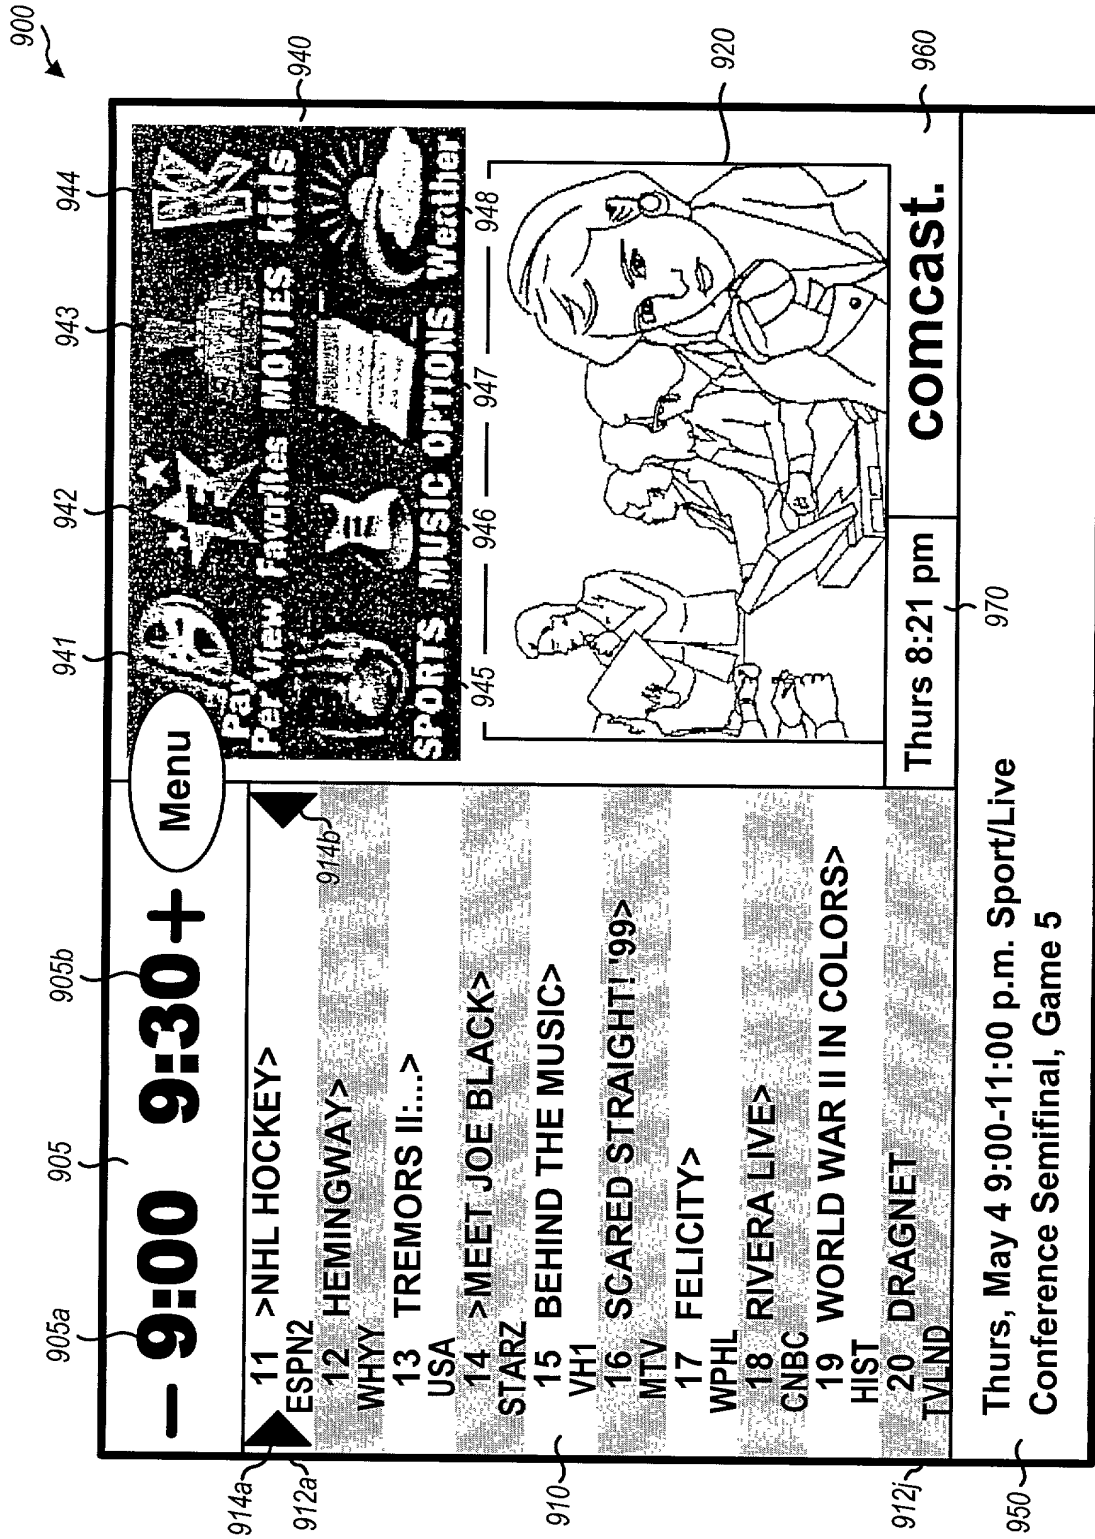 900
905a
905
905b
941
942
943
944
940
− 9:00 9:30 +
Menu
Pay
Per View Favorites MOVIES kids
SPORTS MUSIC OPTIONS Weather
945
946
947
948
920
914a
912a
914b
11 >NHL HOCKEY>
ESPN2
12 HEMINGWAY>
WHYY
13 TREMORS II:...>
USA
14 >MEET JOE BLACK>
STARZ
15 BEHIND THE MUSIC>
VH1
16 SCARED STRAIGHT! '99>
MTV
17 FELICITY>
WPHL
18 RIVERA LIVE>
CNBC
19 WORLD WAR II IN COLORS>
HIST
20 DRAGNET
TVLND
910
912j
Thurs 8:21 pm
comcast.
960
970
Thurs, May 4 9:00-11:00 p.m. Sport/Live
Conference Semifinal, Game 5
950